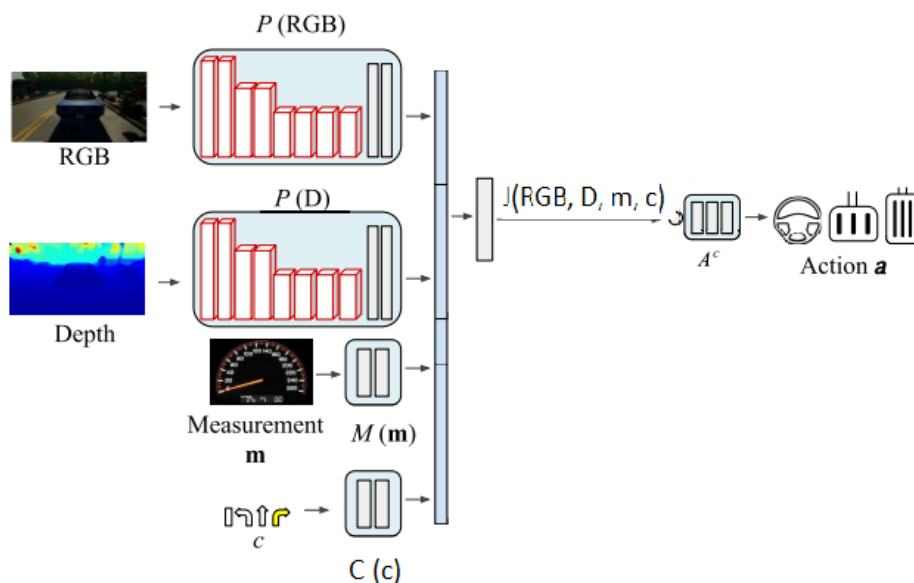 P (RGB)
RGB
P (D)
Depth
J(RGB, D, m, c)
A^c
Action a
Measurement
m
M (m)
c
C (c)